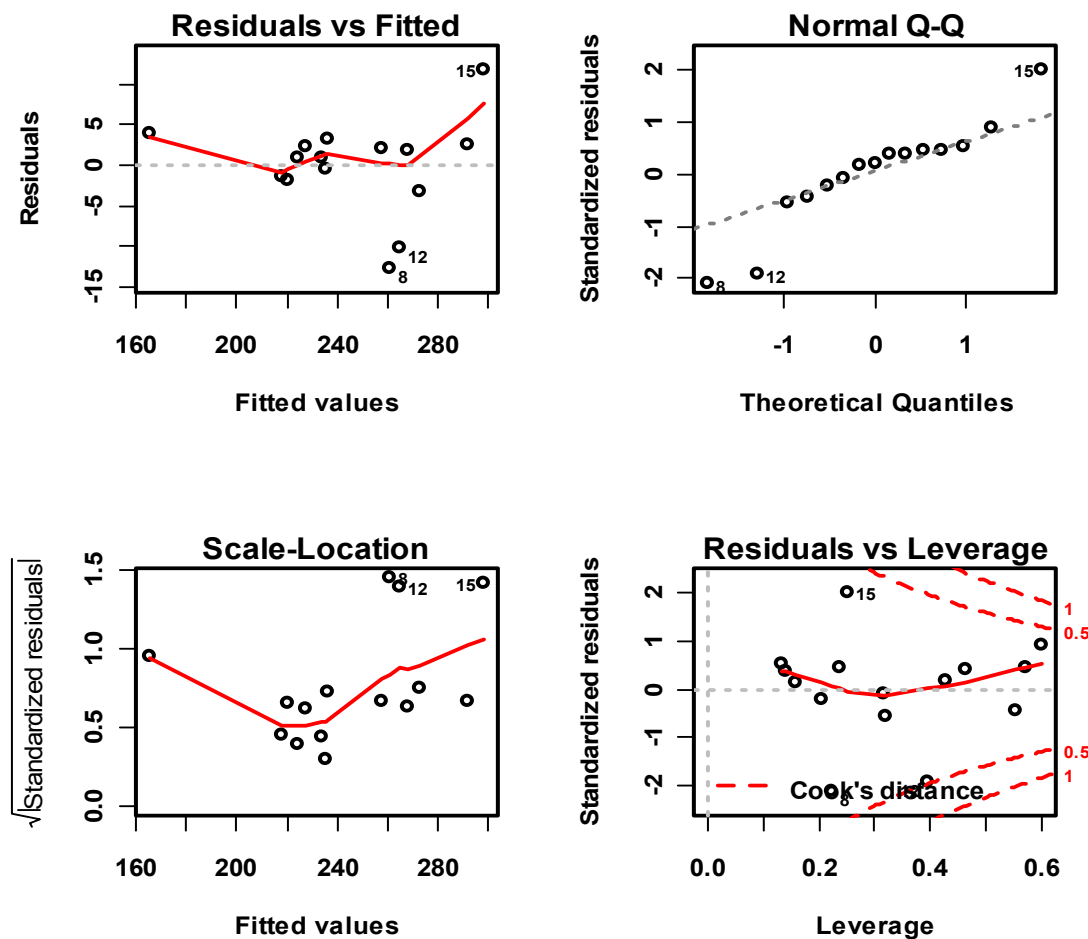 Residuals vs Fitted
Residuals
5
0
-5
-15
15
12
8
160 200 240 280
Fitted values
Normal Q-Q
Standardized residuals
2
1
0
-1
-2
15
8
12
-1 0 1
Theoretical Quantiles
Scale-Location
√|Standardized residuals|
1.5
1.0
0.5
0.0
8
12
15
160 200 240 280
Fitted values
Residuals vs Leverage
Standardized residuals
2
1
0
-1
-2
15
1
0.5
0.5
1
8
Cook's distance
0.0 0.2 0.4 0.6
Leverage